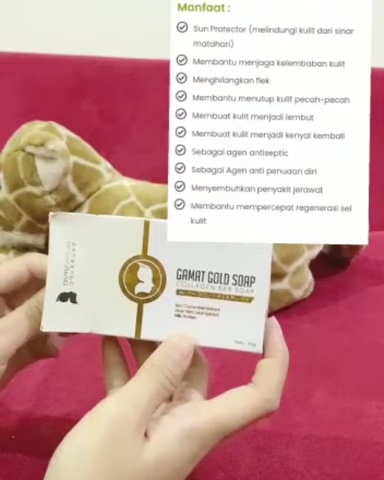 Manfaat :
Sun Protector (melindungi kulit dari sinar
matahari)
Membantu menjaga kelembaban kulit
Menghilangkan flek
Membantu menutup kulit pecah-pecah
Membuat kulit menjadi lembut
Membuat kulit menjadi kenyal kembali
Sebagai agen antiseptic
Sebagai Agen anti penuaan diri
Menyembuhkan penyakit jerawat
Membantu mempercepat regenerasi sel
kulit
GAMAT GOLD SOAP
COLLAGEN BAR SOAP